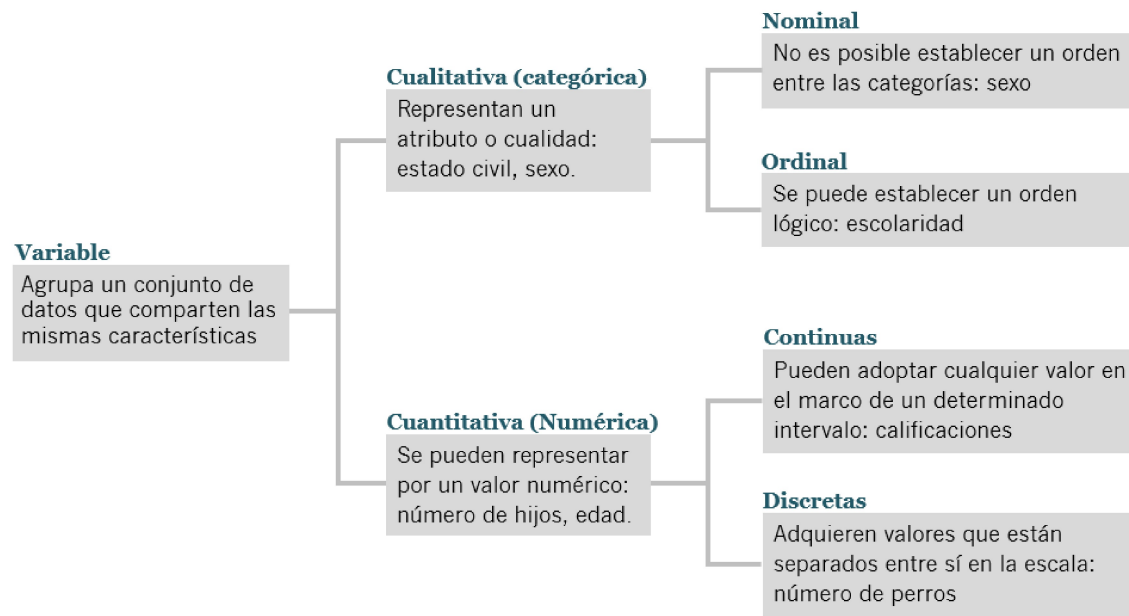 Variable
Agrupa un conjunto de
datos que comparten las
mismas características
Cualitativa (categórica)
Representan un
atributo o cualidad:
estado civil, sexo.
Nominal
No es posible establecer un orden
entre las categorías: sexo
Ordinal
Se puede establecer un orden
lógico: escolaridad
Cuantitativa (Numérica)
Se pueden representar
por un valor numérico:
número de hijos, edad.
Continuas
Pueden adoptar cualquier valor en
el marco de un determinado
intervalo: calificaciones
Discretas
Adquieren valores que están
separados entre sí en la escala:
número de perros